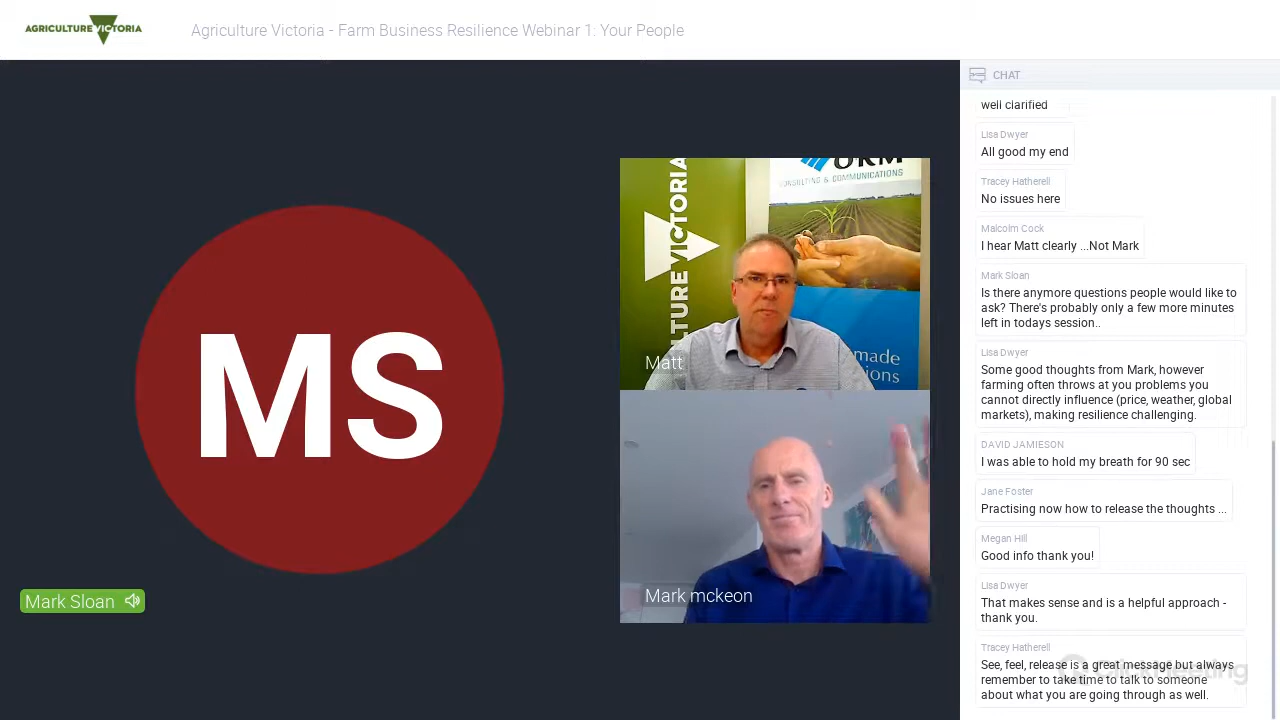 AGRICULTURE VICTORIA
Agriculture Victoria - Farm Business Resilience Webinar 1: Your People
MS
Mark Sloan
VICTORIA
CONSULTING & COMMUNICATIONS
made
Matt
Mark mckeon
CHAT
well clarified
Lisa Dwyer
All good my end
Tracey Hatherell
No issues here
Malcolm Cock
I hear Matt clearly ...Not Mark
Mark Sloan
Is there anymore questions people would like to
ask? There's probably only a few more minutes
left in todays session..
Lisa Dwyer
Some good thoughts from Mark, however
farming often throws at you problems you
cannot directly influence (price, weather, global
markets), making resilience challenging.
DAVID JAMIESON
I was able to hold my breath for 90 sec
Jane Foster
Practising now how to release the thoughts ...
Megan Hill
Good info thank you!
Lisa Dwyer
That makes sense and is a helpful approach -
thank you.
Tracey Hatherell
See, feel, release is a great message but always
remember to take time to talk to someone
about what you are going through as well.